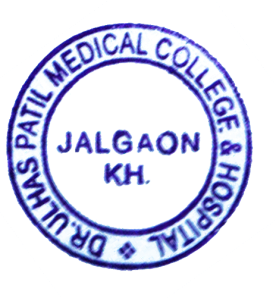 DR. ULHAS PATIL MEDICAL COLLEGE & HOSPITAL
JALGAON
KH.